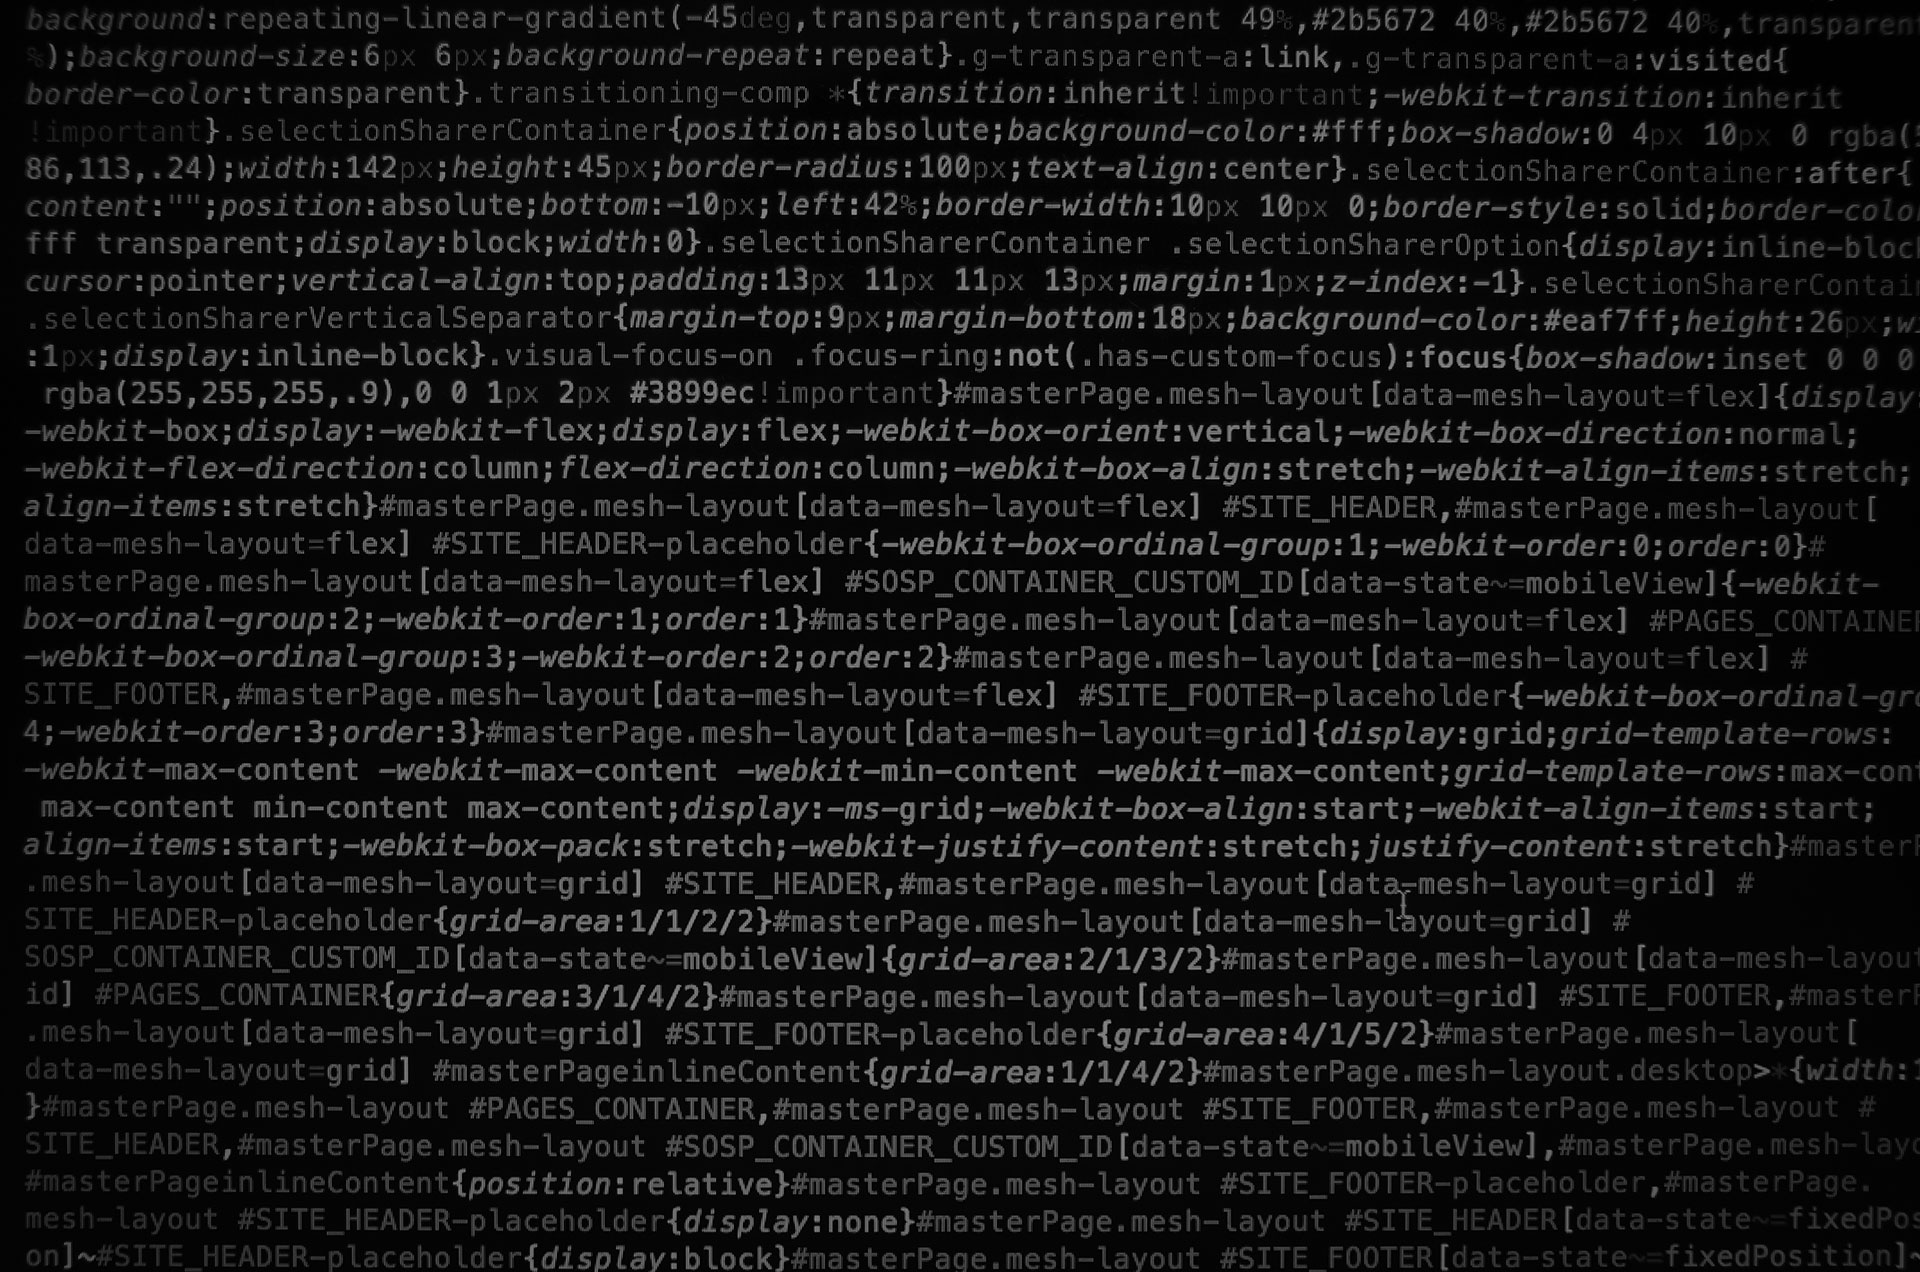 background:repeating-linear-gradient(-45deg,transparent,transparent 49%,#2b5672 40%,#2b5672 40%,transparen
%);background-size:6px 6px;background-repeat:repeat}.g-transparent-a:link,.g-transparent-a:visited{
border-color:transparent}.transitioning-comp *{transition:inherit!important;-webkit-transition:inherit
!important}.selectionSharerContainer{position:absolute;background-color:#fff;box-shadow:0 4px 10px 0 rgba(
86,113,.24);width:142px;height:45px;border-radius:100px;text-align:center}.selectionSharerContainer:after{
content:"";position:absolute;bottom:-10px;left:42%;border-width:10px 10px 0;border-style:solid;border-colo
fff transparent;display:block;width:0}.selectionSharerContainer .selectionSharerOption{display:inline-bloc
cursor:pointer;vertical-align:top;padding:13px 11px 11px 13px;margin:1px;z-index:-1}.selectionSharerContai
.selectionSharerVerticalSeparator{margin-top:9px;margin-bottom:18px;background-color:#eaf7ff;height:26px;w
:1px;display:inline-block}.visual-focus-on .focus-ring:not(.has-custom-focus):focus{box-shadow:inset 0 0 0
rgba(255,255,255,.9),0 0 1px 2px #3899ec!important}#masterPage.mesh-layout[data-mesh-layout=flex]{display:
-webkit-box;display:-webkit-flex;display:flex;-webkit-box-orient:vertical;-webkit-box-direction:normal;
-webkit-flex-direction:column;flex-direction:column;-webkit-box-align:stretch;-webkit-align-items:stretch;
align-items:stretch}#masterPage.mesh-layout[data-mesh-layout=flex] #SITE_HEADER,#masterPage.mesh-layout[
data-mesh-layout=flex] #SITE_HEADER-placeholder{-webkit-box-ordinal-group:1;-webkit-order:0;order:0}#
masterPage.mesh-layout[data-mesh-layout=flex] #SOSP_CONTAINER_CUSTOM_ID[data-state~=mobileView]{-webkit-
box-ordinal-group:2;-webkit-order:1;order:1}#masterPage.mesh-layout[data-mesh-layout=flex] #PAGES_CONTAINE
-webkit-box-ordinal-group:3;-webkit-order:2;order:2}#masterPage.mesh-layout[data-mesh-layout=flex] #
SITE_FOOTER,#masterPage.mesh-layout[data-mesh-layout=flex] #SITE_FOOTER-placeholder{-webkit-box-ordinal-gr
4;-webkit-order:3;order:3}#masterPage.mesh-layout[data-mesh-layout=grid]{display:grid;grid-template-rows:
-webkit-max-content -webkit-max-content -webkit-min-content -webkit-max-content;grid-template-rows:max-con
max-content min-content max-content;display:-ms-grid;-webkit-box-align:start;-webkit-align-items:start;
align-items:start;-webkit-box-pack:stretch;-webkit-justify-content:stretch;justify-content:stretch}#master
.mesh-layout[data-mesh-layout=grid] #SITE_HEADER,#masterPage.mesh-layout[data-mesh-layout=grid] #
SITE_HEADER-placeholder{grid-area:1/1/2/2}#masterPage.mesh-layout[data-mesh-layout=grid] #
SOSP_CONTAINER_CUSTOM_ID[data-state~=mobileView]{grid-area:2/1/3/2}#masterPage.mesh-layout[data-mesh-layou
id] #PAGES_CONTAINER{grid-area:3/1/4/2}#masterPage.mesh-layout[data-mesh-layout=grid] #SITE_FOOTER,#master
.mesh-layout[data-mesh-layout=grid] #SITE_FOOTER-placeholder{grid-area:4/1/5/2}#masterPage.mesh-layout[
data-mesh-layout=grid] #masterPageinlineContent{grid-area:1/1/4/2}#masterPage.mesh-layout.desktop>*{width:
}#masterPage.mesh-layout #PAGES_CONTAINER,#masterPage.mesh-layout #SITE_FOOTER,#masterPage.mesh-layout #
SITE_HEADER,#masterPage.mesh-layout #SOSP_CONTAINER_CUSTOM_ID[data-state~=mobileView],#masterPage.mesh-layo
#masterPageinlineContent{position:relative}#masterPage.mesh-layout #SITE_FOOTER-placeholder,#masterPage.
mesh-layout #SITE_HEADER-placeholder{display:none}#masterPage.mesh-layout #SITE_HEADER[data-state~=fixedPos
on]~#SITE_HEADER-placeholder{display:block}#masterPage.mesh-layout #SITE_FOOTER[data-state~=fixedPosition]~